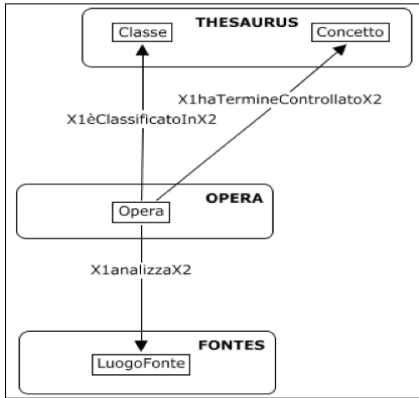 THESAURUS
Classe
Concetto
X1haTermineControllatoX2
X1èClassificatoInX2
OPERA
Opera
X1analizzaX2
FONTES
LuogoFonte